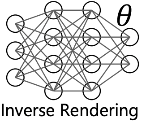 θ
Inverse Rendering